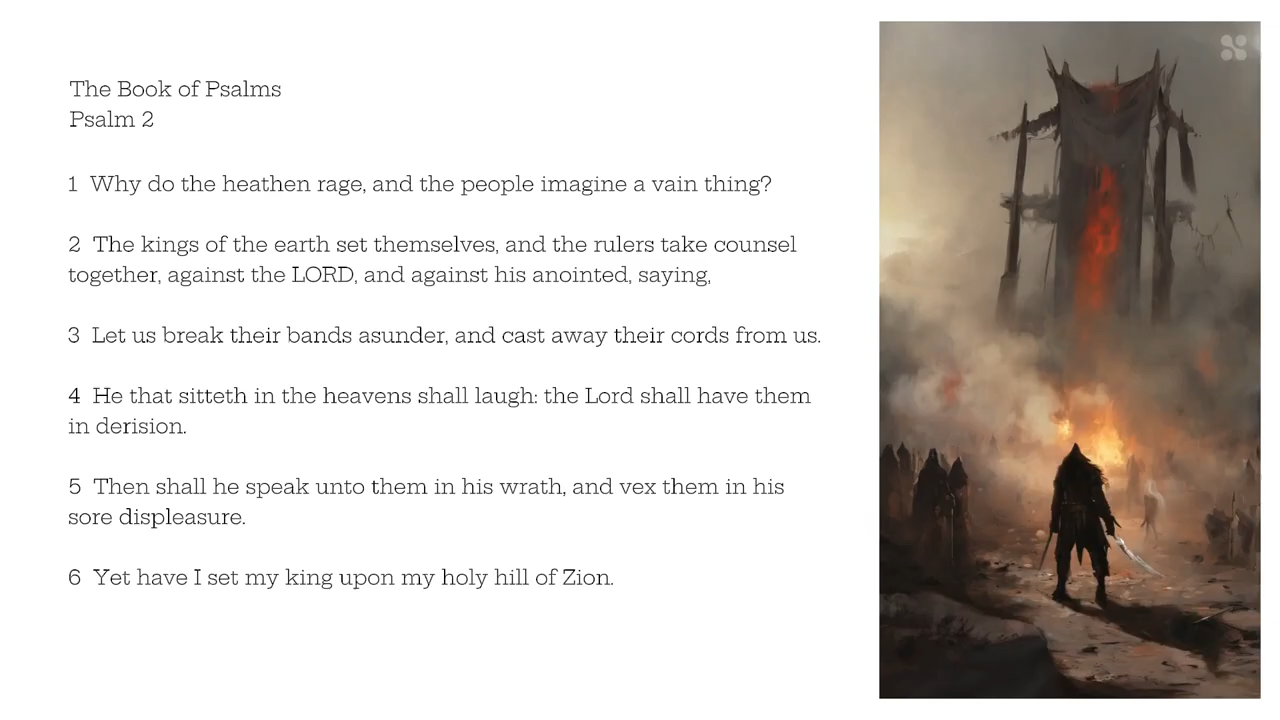 The Book of Psalms
Psalm 2
1 Why do the heathen rage, and the people imagine a vain thing?
2 The kings of the earth set themselves, and the rulers take counsel
together, against the LORD, and against his anointed, saying,
3 Let us break their bands asunder, and cast away their cords from us.
4 He that sitteth in the heavens shall laugh: the Lord shall have them
in derision.
5 Then shall he speak unto them in his wrath, and vex them in his
sore displeasure.
6 Yet have I set my king upon my holy hill of Zion.